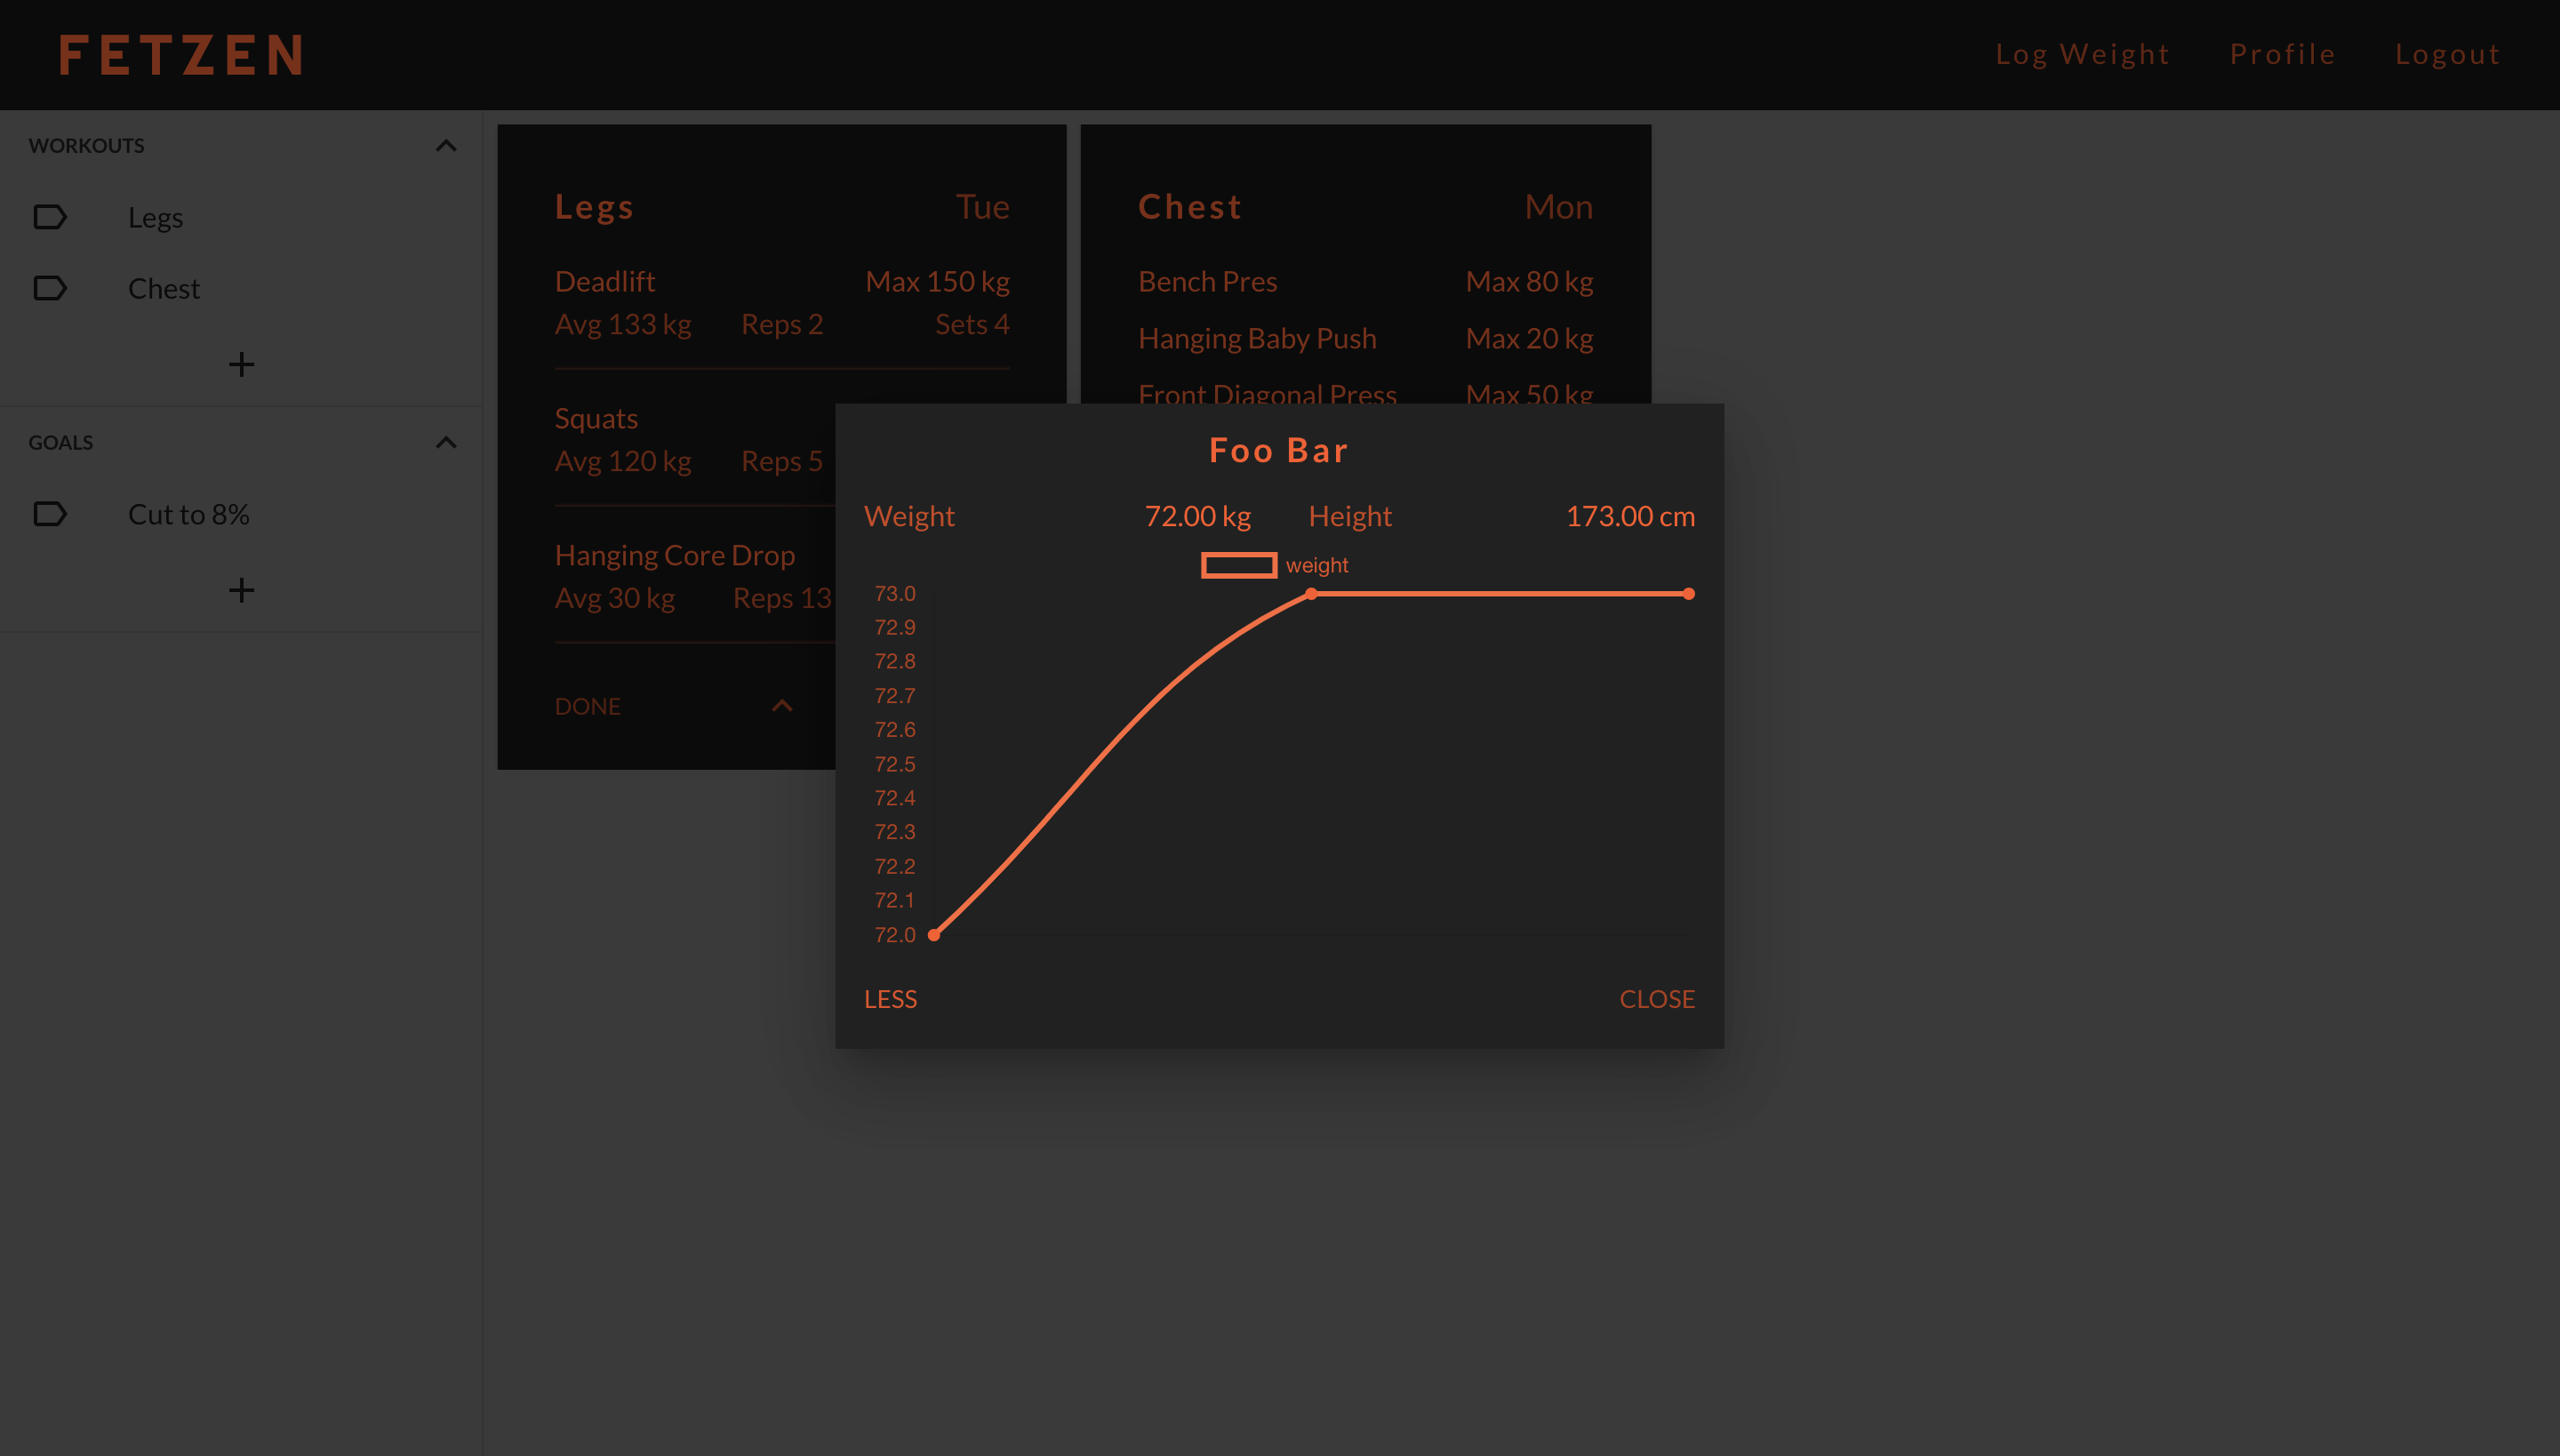 FETZEN
Log Weight Profile Logout
WORKOUTS
Legs
Chest
+
GOALS
Cut to 8%
+
Legs Tue
Deadlift Max 150 kg
Avg 133 kg Reps 2 Sets 4
Squats
Avg 120 kg Reps 5
Hanging Core Drop
Avg 30 kg Reps 13
DONE
Chest Mon
Bench Pres Max 80 kg
Hanging Baby Push Max 20 kg
Front Diagonal Press Max 50 kg
Foo Bar
Weight 72.00 kg Height 173.00 cm
weight
73.0
72.9
72.8
72.7
72.6
72.5
72.4
72.3
72.2
72.1
72.0
LESS CLOSE